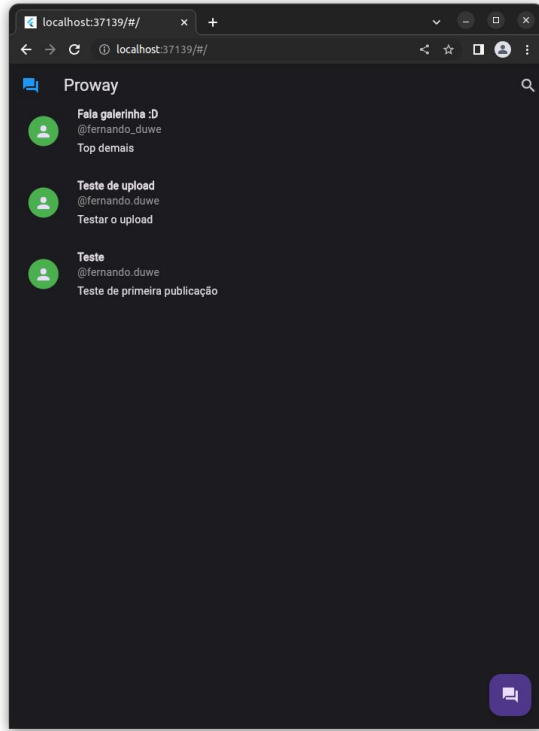 localhost:37139/#/
localhost:37139/#/
Proway
Fala galerinha :D
@fernando_duwe
Top demais
Teste de upload
@fernando.duwe
Testar o upload
Teste
@fernando.duwe
Teste de primeira publicação